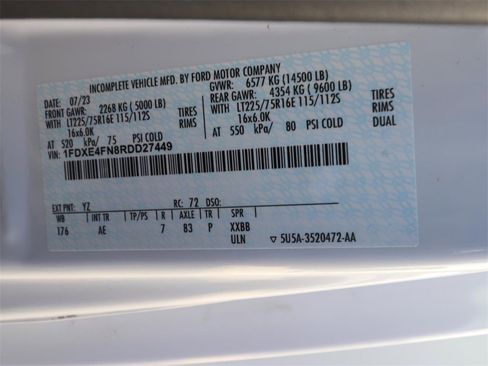 INCOMPLETE VEHICLE MFD. BY FORD MOTOR COMPANY
DATE: 07/23 GVWR: 6577 KG (14500 LB)
FRONT GAWR: 2268 KG (5000 LB) REAR GAWR: 4354 KG (9600 LB)
WITH LT225/75R16E 115/112S TIRES WITH LT225/75R16E 115/112S TIRES
16x6.0K RIMS 16x6.0K RIMS
AT 520 kPa/ 75 PSI COLD AT 550 kPa/ 80 PSI COLD DUAL
VIN: 1FDXE4FN8RDD27449
EXT PNT: YZ RC: 72 DSO:
WB INT TR TP/PS R AXLE TR SPR
176 AE 7 83 P XXBB
ULN ▽ 5U5A-3520472-AA